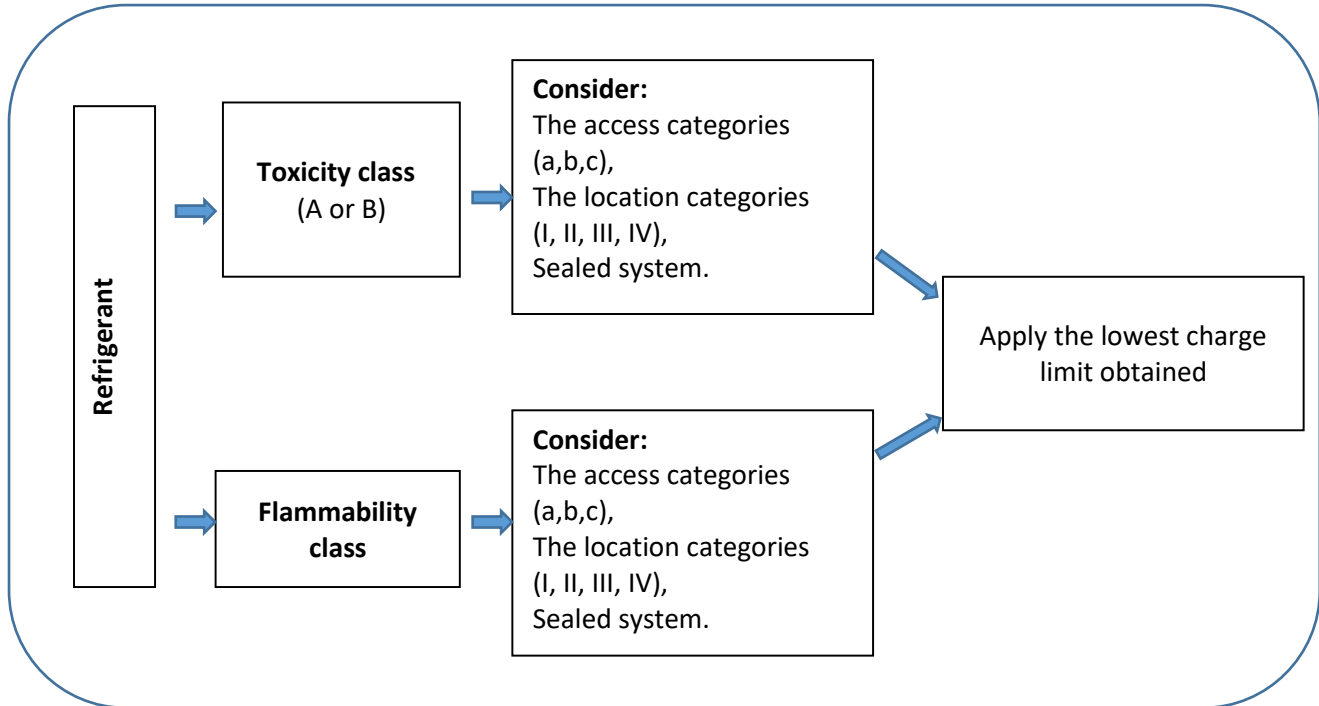 Refrigerant
Toxicity class
(A or B)
Consider:
The access categories
(a,b,c),
The location categories
(I, II, III, IV),
Sealed system.
Flammability
class
Consider:
The access categories
(a,b,c),
The location categories
(I, II, III, IV),
Sealed system.
Apply the lowest charge
limit obtained